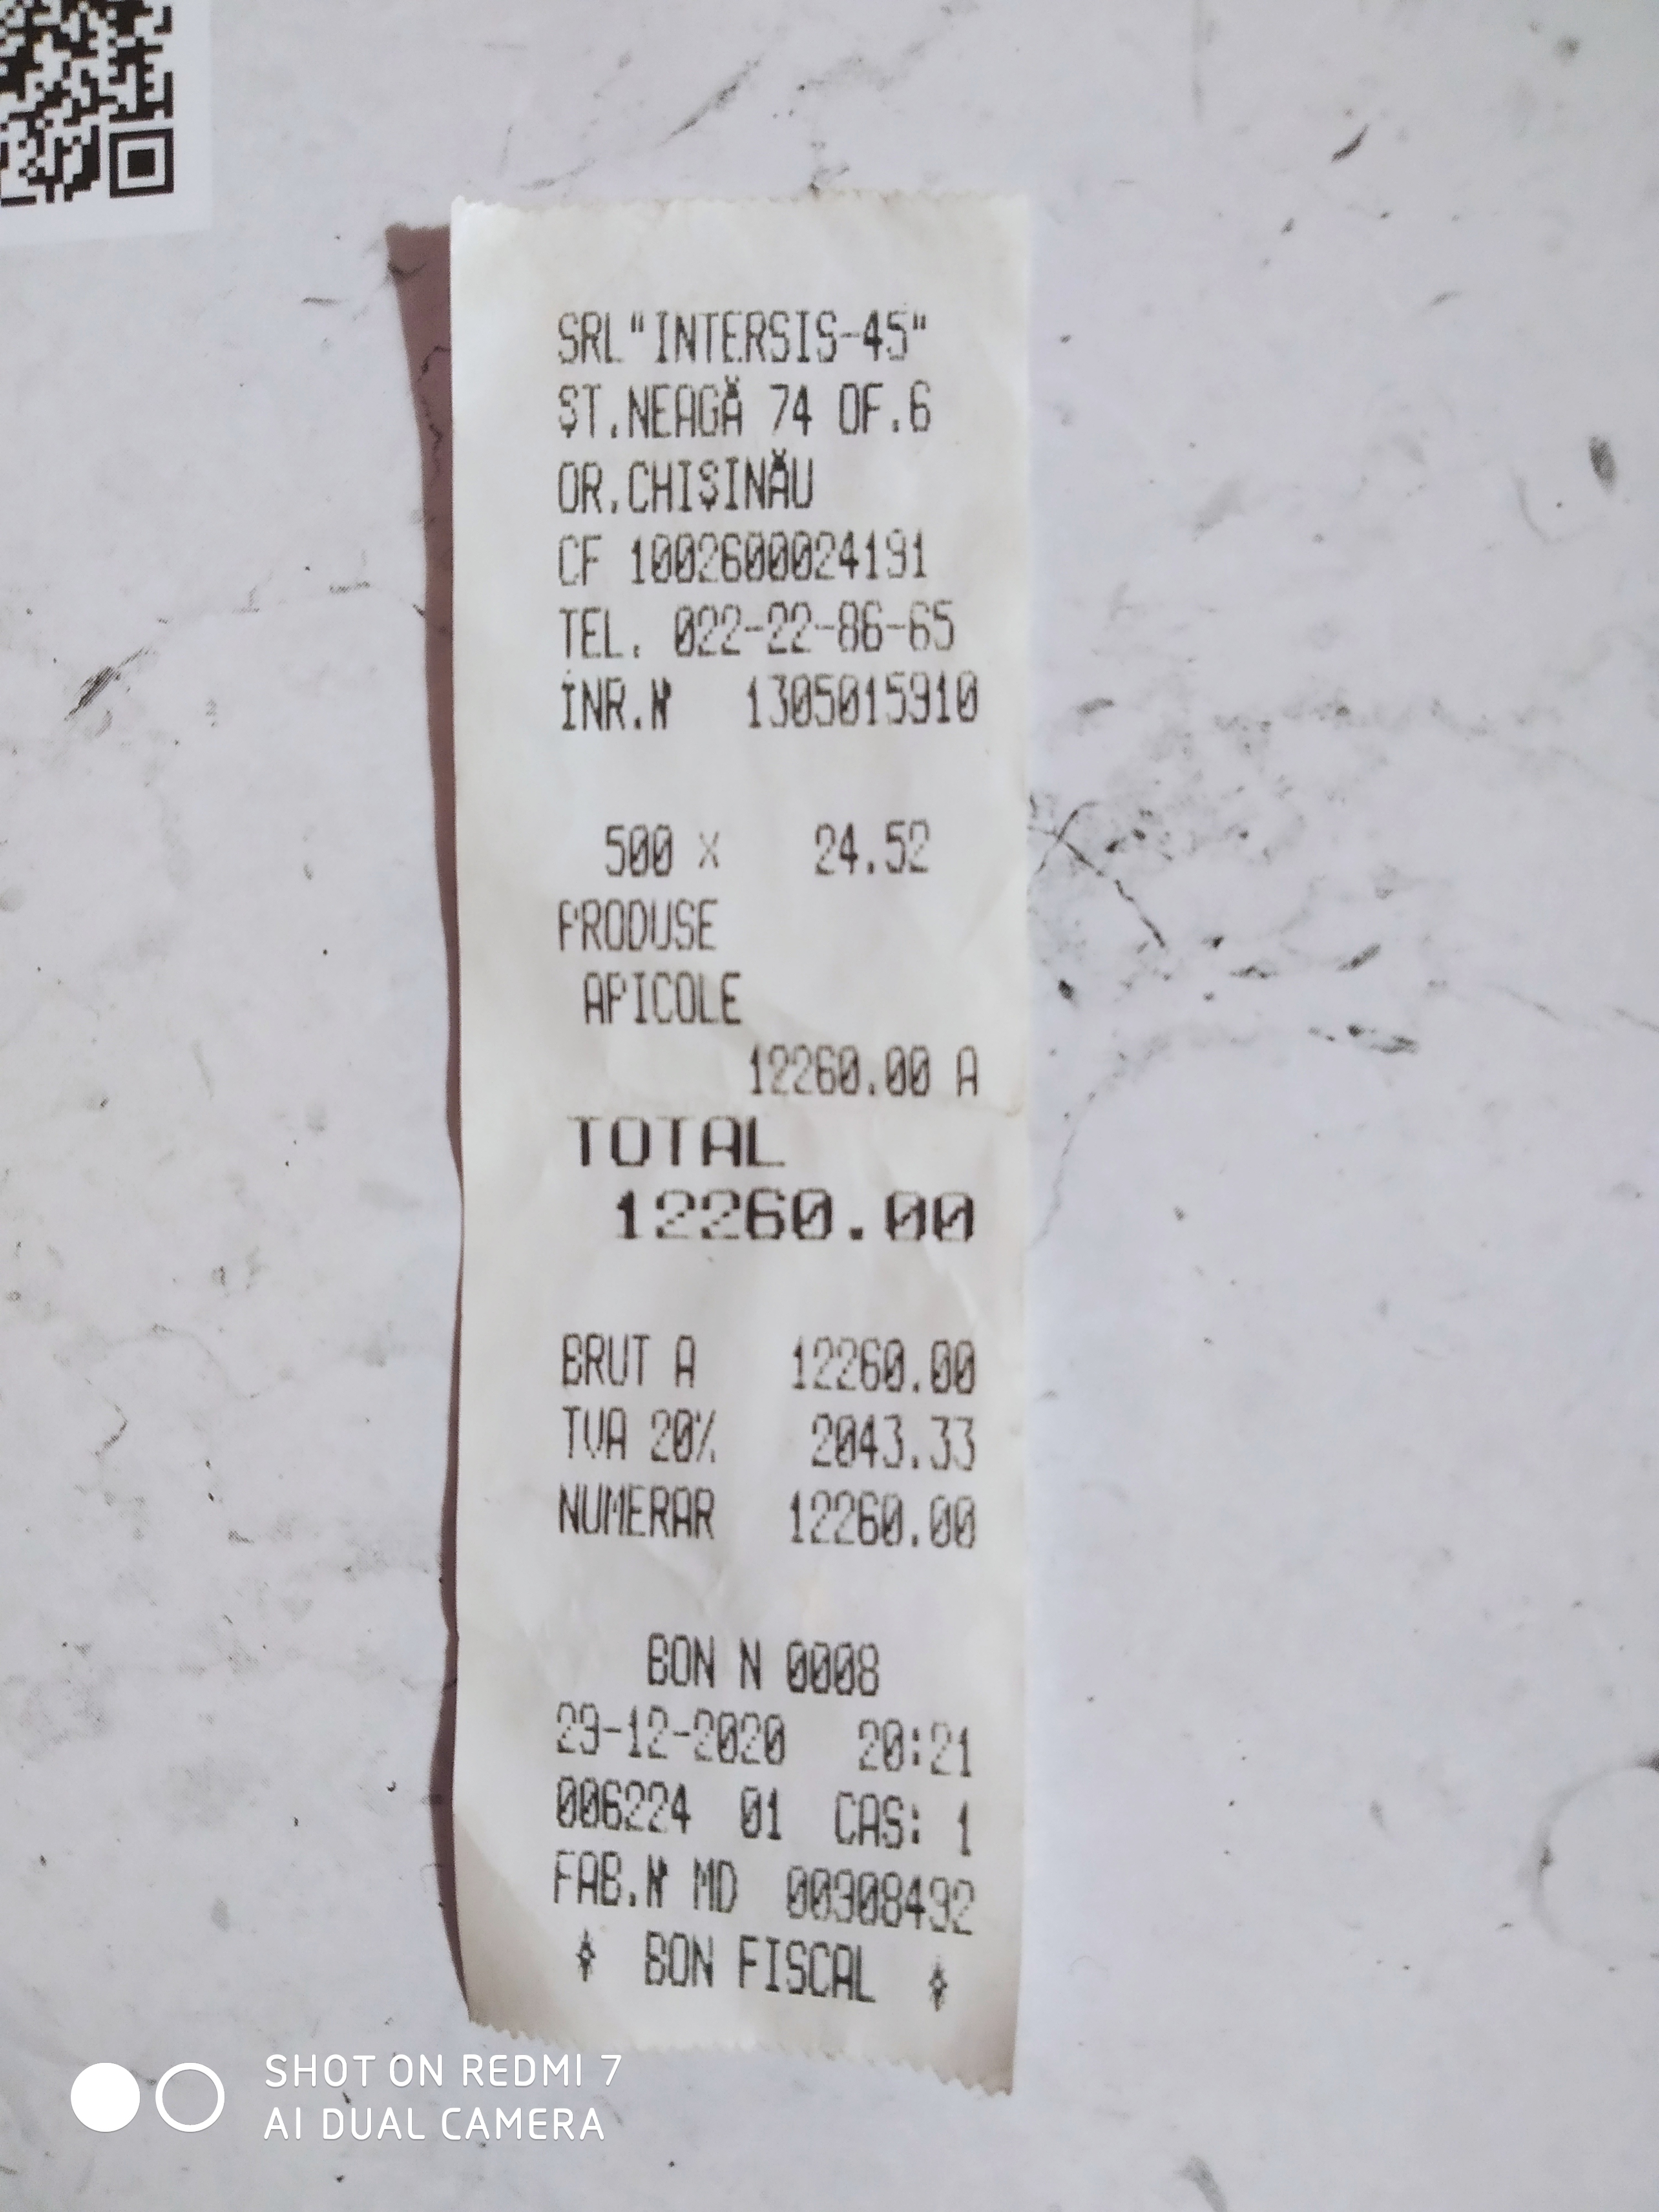 SRL"INTERSIS-45"
ŞT.NEAGĂ 74 OF.6
OR.CHIŞINĂU
CF 1002600024191
TEL. 022-22-86-65
ÎNR.№ 1305015910
500 x 24.52
PRODUSE
APICOLE
12260.00 A
TOTAL
12260.00
BRUT A 12260.00
TVA 20% 2043.33
NUMERAR 12260.00
BON N 0008
29-12-2020 20:21
006224 01 CAS: 1
FAB.№ MD 00308492
* BON FISCAL *
SHOT ON REDMI 7
AI DUAL CAMERA